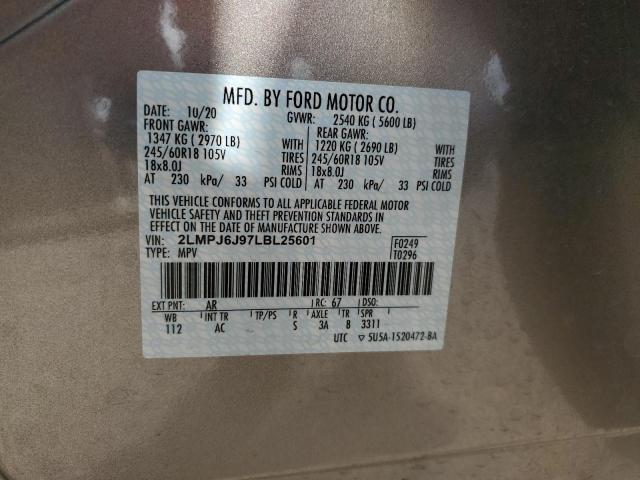 MFD. BY FORD MOTOR CO.
DATE: 10/20 GVWR: 2540 KG ( 5600 LB)
FRONT GAWR: REAR GAWR:
1347 KG ( 2970 LB) WITH 1220 KG ( 2690 LB) WITH
245/60R18 105V TIRES 245/60R18 105V TIRES
18x8.0J RIMS 18x8.0J RIMS
AT 230 kPa/ 33 PSI COLD AT 230 kPa/ 33 PSI COLD
THIS VEHICLE CONFORMS TO ALL APPLICABLE FEDERAL MOTOR
VEHICLE SAFETY AND THEFT PREVENTION STANDARDS IN
EFFECT ON THE DATE OF MANUFACTURE SHOWN ABOVE.
VIN: 2LMPJ6J97LBL25601 F0249
TYPE: MPV T0296
EXT PNT: AR RC: 67 DSO:
WB INT TR TP/PS R AXLE TR SPR
112 AC S 3A 8 3311
UTC ▽ 5U5A-1520472-BA